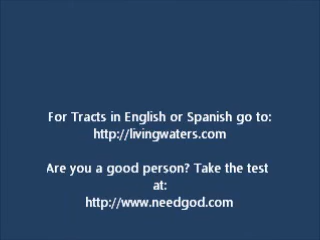 For Tracts in English or Spanish go to:
http://livingwaters.com
Are you a good person? Take the test
at:
http://www.needgod.com